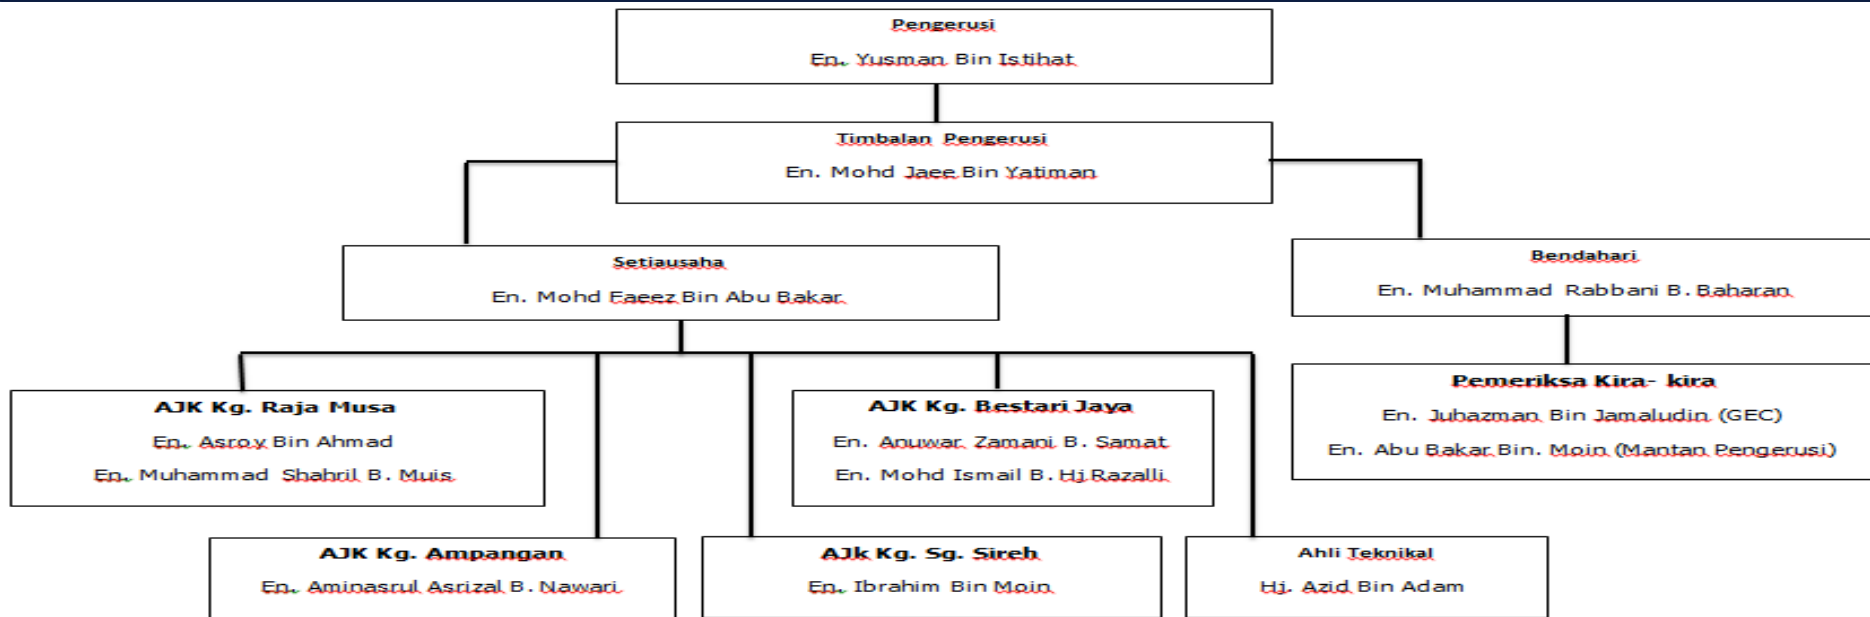 Pengerusi
En. Yusman Bin Istihat
Timbalan Pengerusi
En. Mohd Jaee Bin Yatiman
Setiausaha
En. Mohd Faeez Bin Abu Bakar
Bendahari
En. Muhammad Rabbani B. Baharan
Pemeriksa Kira- kira
En. Juhazman Bin Jamaludin (GEC)
En. Abu Bakar Bin. Moin (Mantan Pengerusi)
AJK Kg. Raja Musa
En. Asroy Bin Ahmad
En. Muhammad Shahril B. Muis
AJK Kg. Bestari Jaya
En. Anuwar Zamani B. Samat
En. Mohd Ismail B. Hj Razalli
AJK Kg. Ampangan
En. Aminasrul Asrizal B. Nawari
AJk Kg. Sg. Sireh
En. Ibrahim Bin Moin
Ahli Teknikal
Hj. Azid Bin Adam